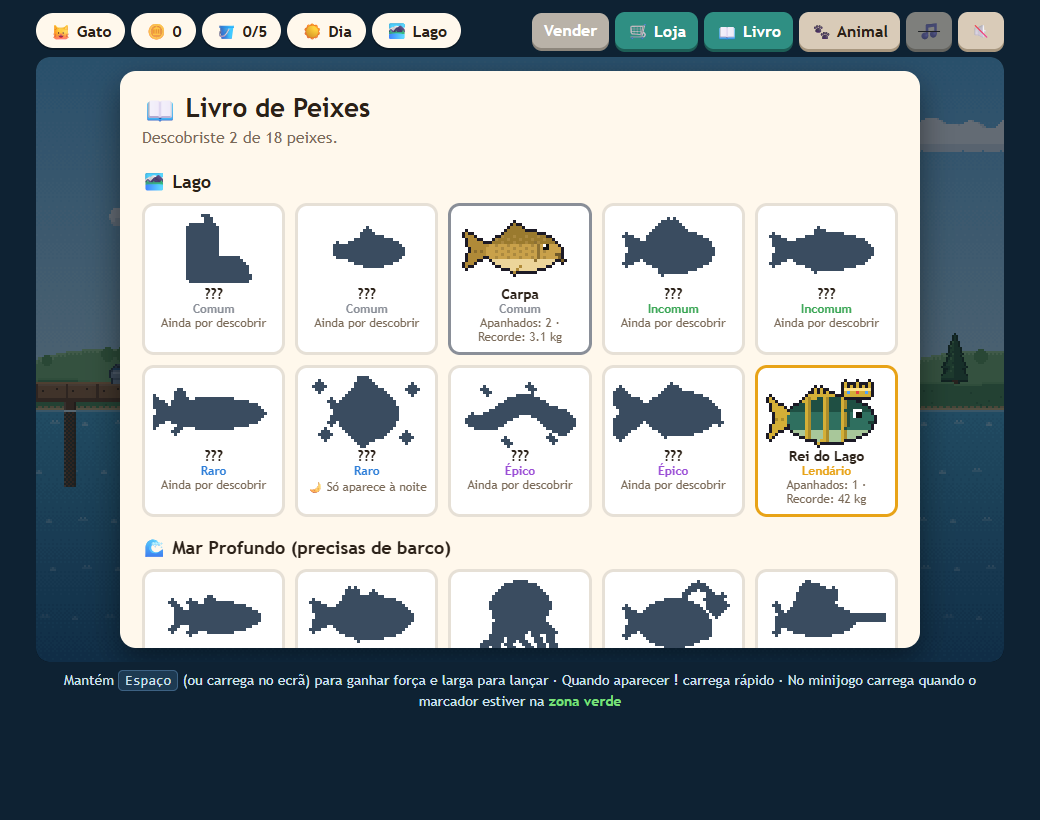 Gato 0 0/5 Dia Lago Vender Loja Livro Animal
Livro de Peixes
Descobriste 2 de 18 peixes.
Lago
??? ??? Carpa ??? ???
Comum Comum Comum Incomum Incomum
Ainda por descobrir Ainda por descobrir Apanhados: 2 · Ainda por descobrir Ainda por descobrir
Recorde: 3.1 kg
??? ??? ??? ??? Rei do Lago
Raro Raro Épico Épico Lendário
Ainda por descobrir Só aparece à noite Ainda por descobrir Ainda por descobrir Apanhados: 1 ·
Recorde: 42 kg
Mar Profundo (precisas de barco)
Mantém Espaço (ou carrega no ecrã) para ganhar força e larga para lançar · Quando aparecer ! carrega rápido · No minijogo carrega quando o
marcador estiver na zona verde